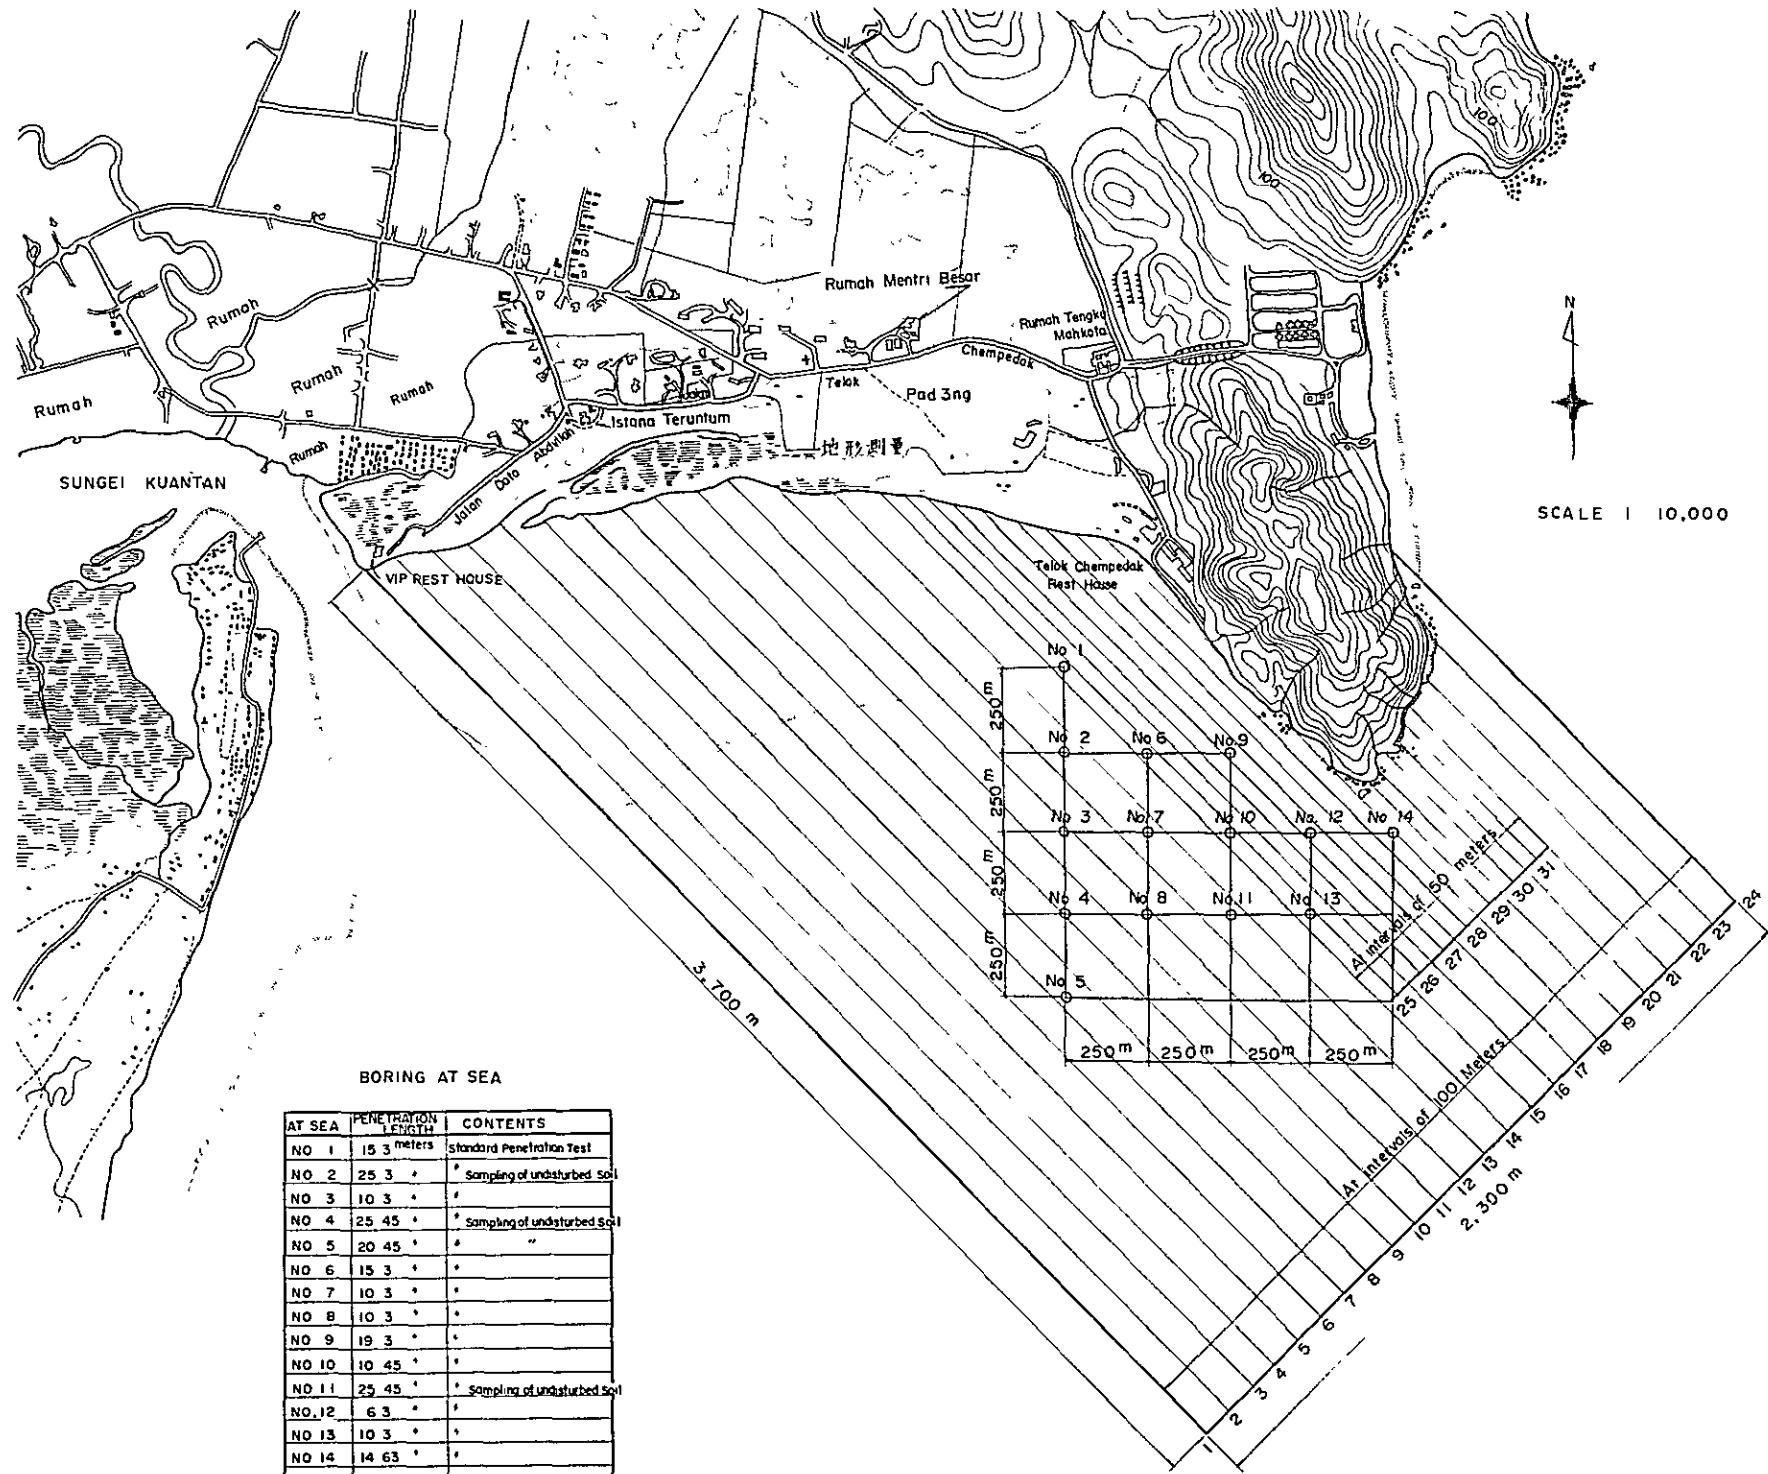 100
100
Rumah Mentri Besar
Rumah
Rumah Tengku
Mahkota
Chempedak
Rumah
Rumah
Rumah
Telok
Pad 3ng
Istana Teruntum
Rumah
地形測量
Jalan Dato Abdullah
SUNGEI KUANTAN
N
SCALE 1 10,000
VIP REST HOUSE
Telok Chempedak
Rest House
No 1
250m
No 2 No 6 No 9
250m
No 3 No 7 No 10 No. 12 No 14
250m
No 4 No 8 No 11 No 13
250m
No 5
250m 250m 250m 250m
At intervals of 50 meters
25 26 27 28 29 30 31
3,700 m
At Intervals of 100 Meters
1 2 3 4 5 6 7 8 9 10 11 12 13 14 15 16 17 18 19 20 21 22 23 24
2,300 m
BORING AT SEA
AT SEA PENETRATION LENGTH CONTENTS
NO 1 15 3 meters Standard Penetration Test
NO 2 25 3 " " Sampling of undisturbed Soil
NO 3 10 3 " "
NO 4 25 45 " " Sampling of undisturbed Soil
NO 5 20 45 " " "
NO 6 15 3 " "
NO 7 10 3 " "
NO 8 10 3 " "
NO 9 19 3 " "
NO 10 10 45 " "
NO 11 25 45 " " Sampling of undisturbed Soil
NO. 12 6 3 " "
NO 13 10 3 " "
NO 14 14 63 " "